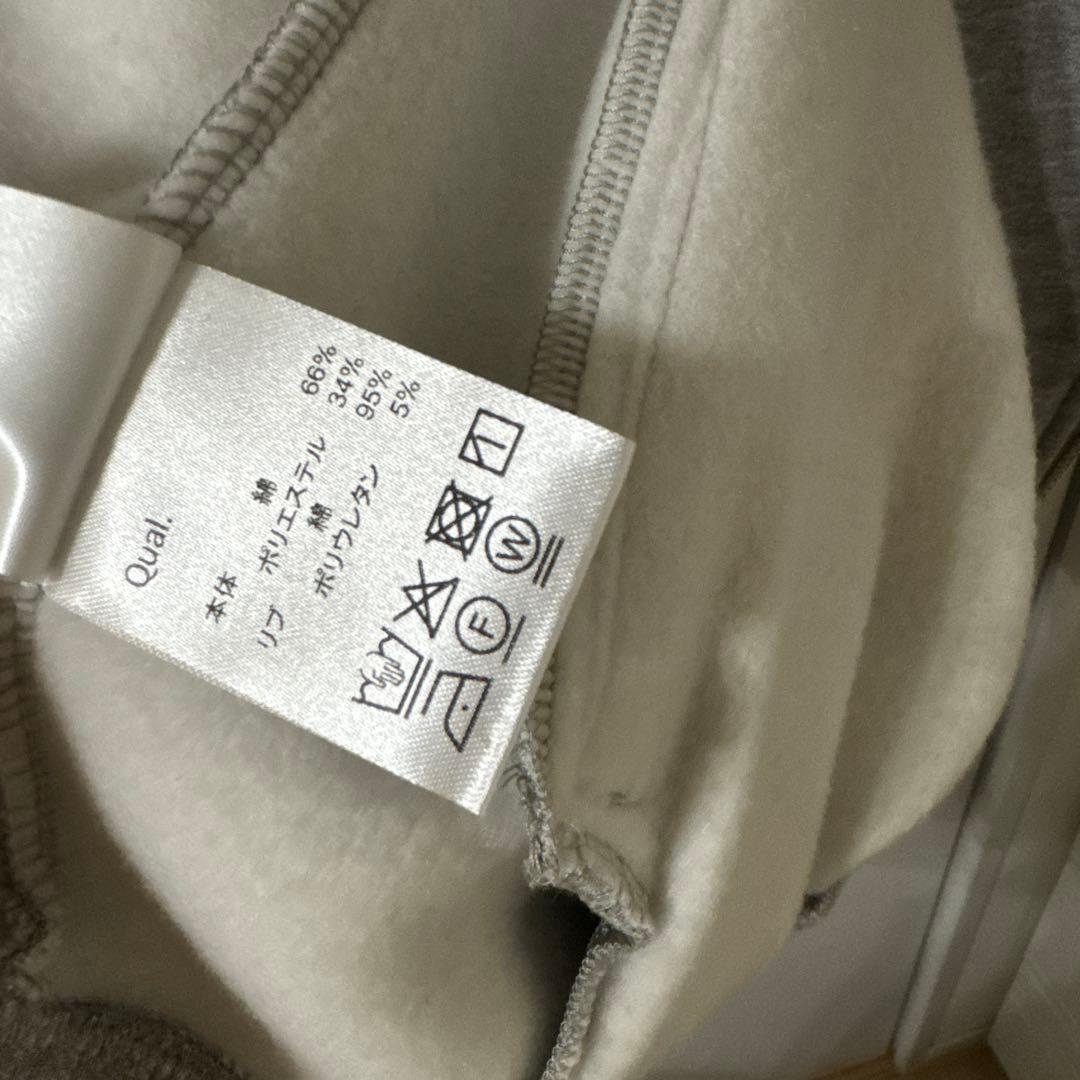 Qual.
本体 綿 66%
ポリエステル 34%
リブ 綿 95%
ポリウレタン 5%
W
F